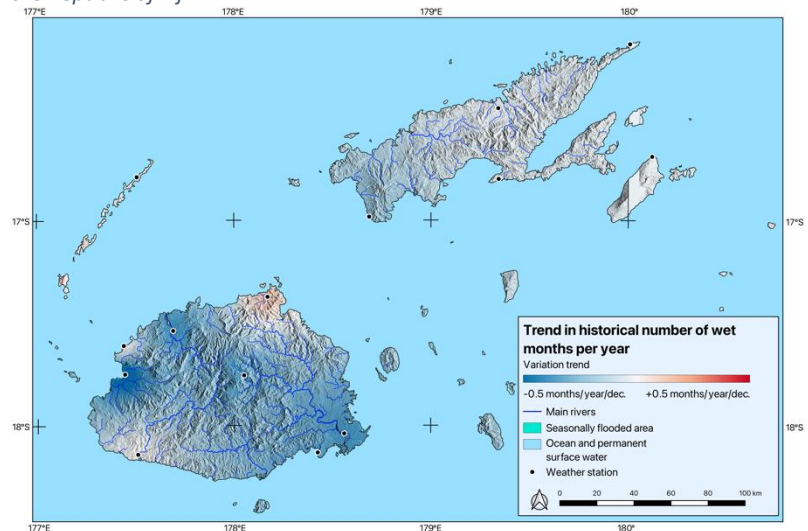 177°E 178°E 179°E 180°
17°S 17°S
18°S 18°S
Trend in historical number of wet
months per year
Variation trend
-0.5 months/year/dec. +0.5 months/year/dec.
Main rivers
Seasonally flooded area
Ocean and permanent
surface water
Weather station
0 20 40 60 80 100 km
177°E 178°E 179°E 180°